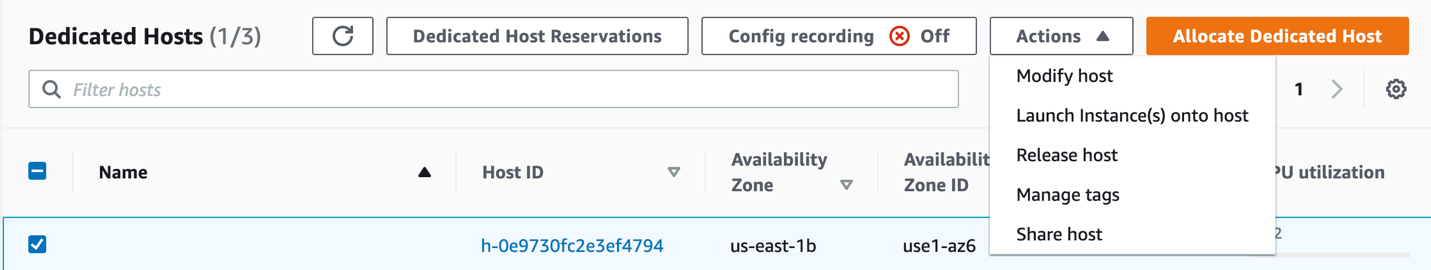 Dedicated Hosts (1/3)
Dedicated Host Reservations
Config recording Off
Actions
Allocate Dedicated Host
Filter hosts
1
Modify host
Launch Instance(s) onto host
Release host
Manage tags
Share host
Name
Host ID
Availability
Zone
Availabilit
Zone ID
PU utilization
h-0e9730fc2e3ef4794
us-east-1b
use1-az6
2